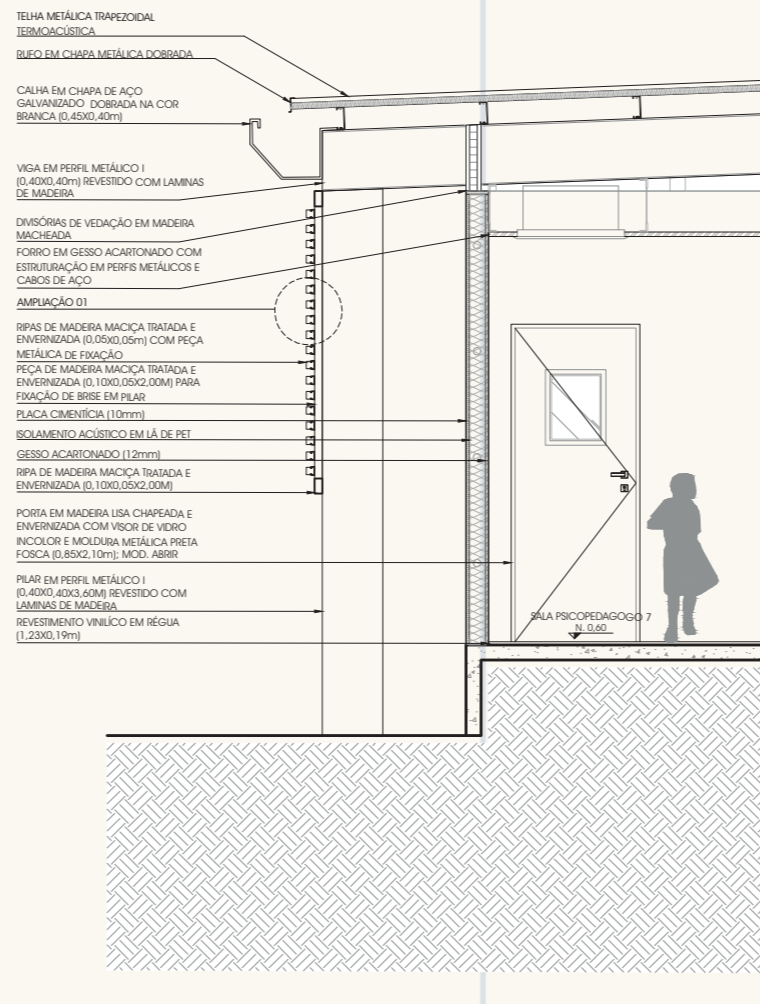 TELHA METÁLICA TRAPEZOIDAL
TERMOACÚSTICA
RUFO EM CHAPA METÁLICA DOBRADA
CALHA EM CHAPA DE AÇO
GALVANIZADO DOBRADA NA COR
BRANCA (0,45X0,40m)
VIGA EM PERFIL METÁLICO I
(0,40X0,40m) REVESTIDO COM LAMINAS
DE MADEIRA
DIVISÓRIAS DE VEDAÇÃO EM MADEIRA
MACHEADA
FORRO EM GESSO ACARTONADO COM
ESTRUTURAÇÃO EM PERFIS METÁLICOS E
CABOS DE AÇO
AMPLIAÇÃO 01
RIPAS DE MADEIRA MACIÇA TRATADA E
ENVERNIZADA (0,05X0,05m) COM PEÇA
METÁLICA DE FIXAÇÃO
PEÇA DE MADEIRA MACIÇA TRATADA E
ENVERNIZADA (0,10X0,05X2,00M) PARA
FIXAÇÃO DE BRISE EM PILAR
PLACA CIMENTÍCIA (10mm)
ISOLAMENTO ACÚSTICO EM LÃ DE PET
GESSO ACARTONADO (12mm)
RIPA DE MADEIRA MACIÇA TRATADA E
ENVERNIZADA (0,10X0,05X2,00M)
PORTA EM MADEIRA LISA CHAPEADA E
ENVERNIZADA COM VISOR DE VIDRO
INCOLOR E MOLDURA METÁLICA PRETA
FOSCA (0,85X2,10m); MOD. ABRIR
PILAR EM PERFIL METÁLICO I
(0,40X0,40X3,60M) REVESTIDO COM
LAMINAS DE MADEIRA
REVESTIMENTO VINILÍCO EM RÉGUA
(1,23X0,19m)
SALA PSICOPEDAGOGO 7
N. 0,60